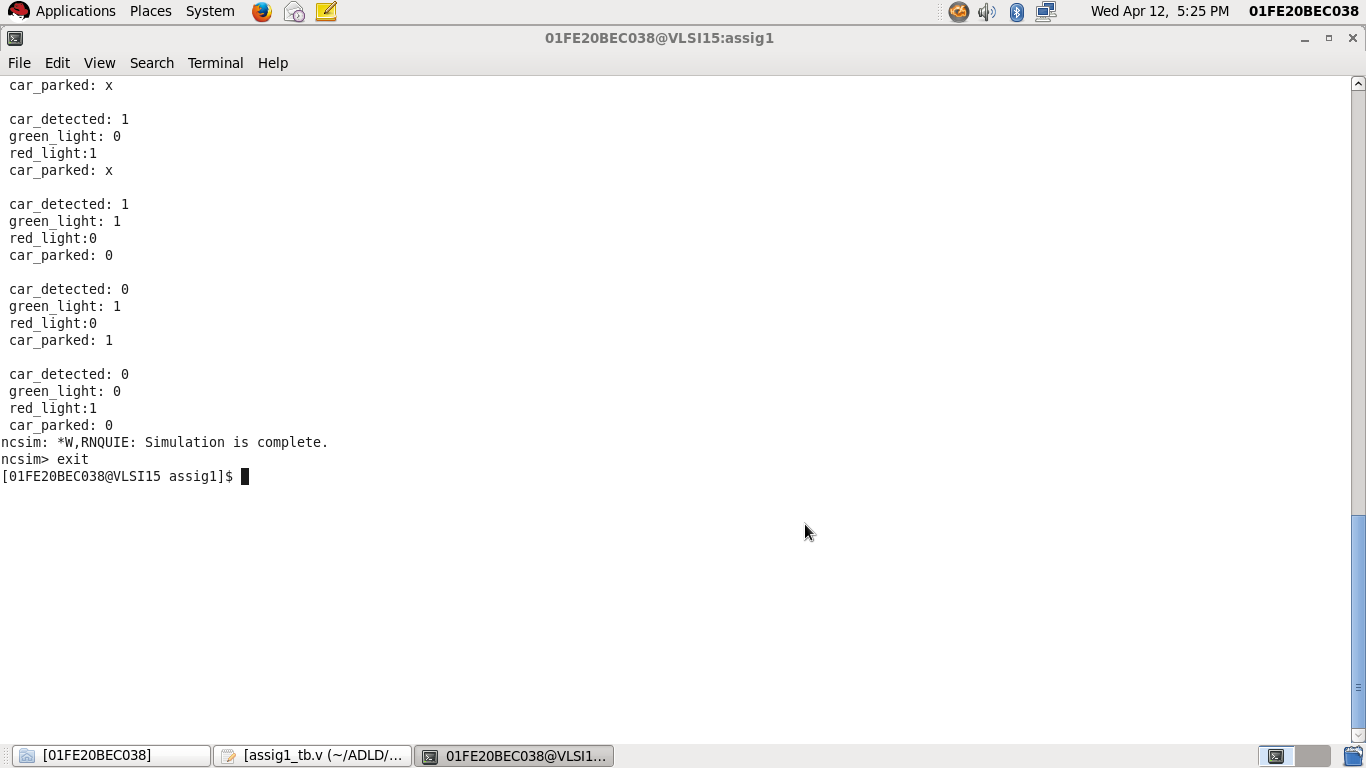 Applications Places System Wed Apr 12, 5:25 PM 01FE20BEC038
01FE20BEC038@VLSI15:assig1
File Edit View Search Terminal Help
car_parked: x
car_detected: 1
green_light: 0
red_light:1
car_parked: x
car_detected: 1
green_light: 1
red_light:0
car_parked: 0
car_detected: 0
green_light: 1
red_light:0
car_parked: 1
car_detected: 0
green_light: 0
red_light:1
car_parked: 0
ncsim: *W,RNQUIE: Simulation is complete.
ncsim> exit
[01FE20BEC038@VLSI15 assig1]$
[01FE20BEC038] [assig1_tb.v (~/ADLD/... 01FE20BEC038@VLSI1...